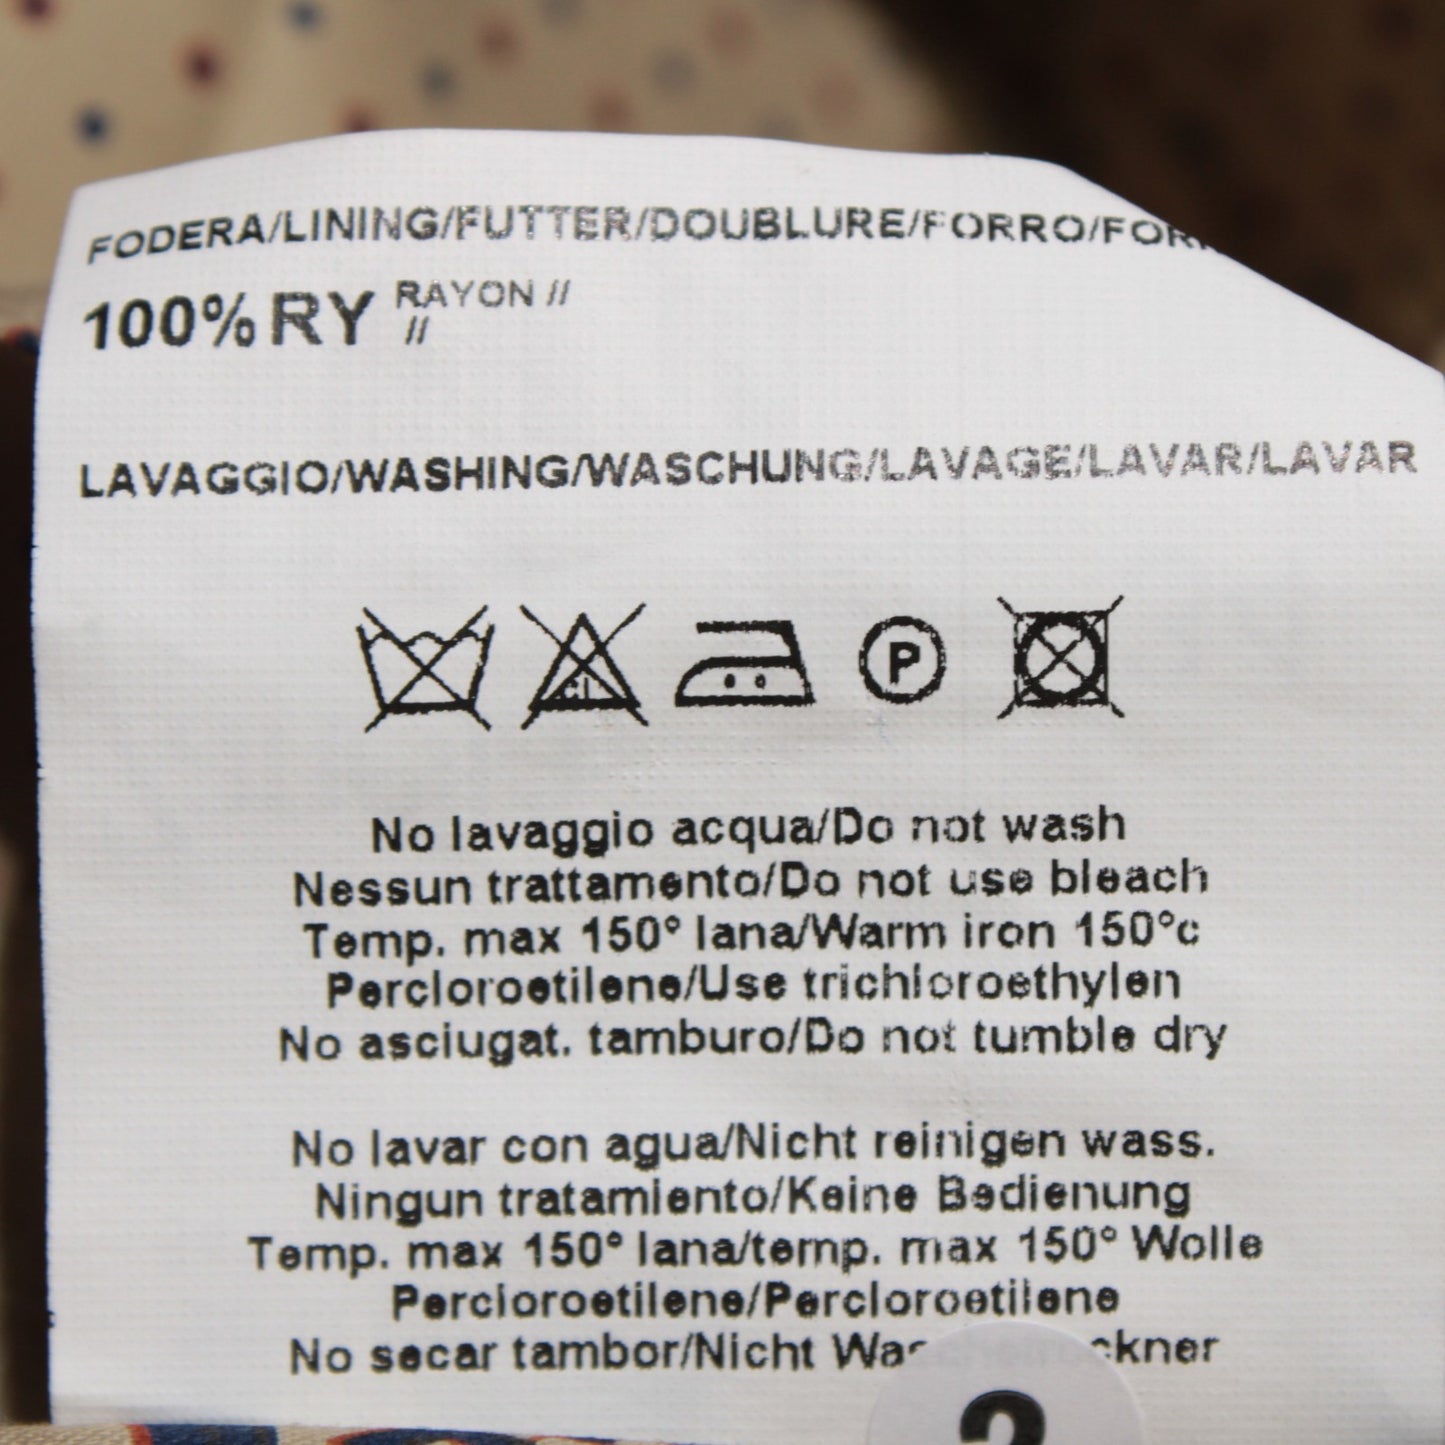 FODERA/LINING/FUTTER/DOUBLURE/FORRO/
100% RY RAYON //
//
LAVAGGIO/WASHING/WASCHUNG/LAVAGE/LAVAR/LAVAR
CL P
No lavaggio acqua/Do not wash
Nessun trattamento/Do not use bleach
Temp. max 150° lana/Warm iron 150°c
Percloroetilene/Use trichloroethylen
No asciugat. tamburo/Do not tumble dry
No lavar con agua/Nicht reinigen wass.
Ningun tratamiento/Keine Bedienung
Temp. max 150° lana/temp. max 150° Wolle
Percloroetilene/Percloroetilene
No secar tambor/Nicht
2